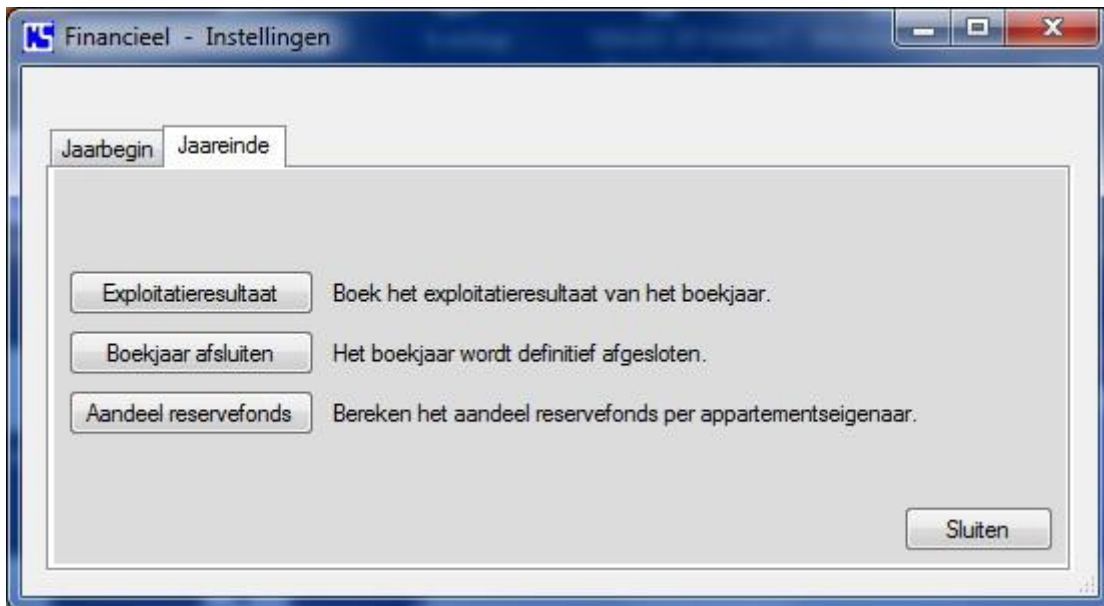 Financieel - Instellingen
Jaarbegin Jaareinde
Exploitatieresultaat Boek het exploitatieresultaat van het boekjaar.
Boekjaar afsluiten Het boekjaar wordt definitief afgesloten.
Aandeel reservefonds Bereken het aandeel reservefonds per appartementseigenaar.
Sluiten